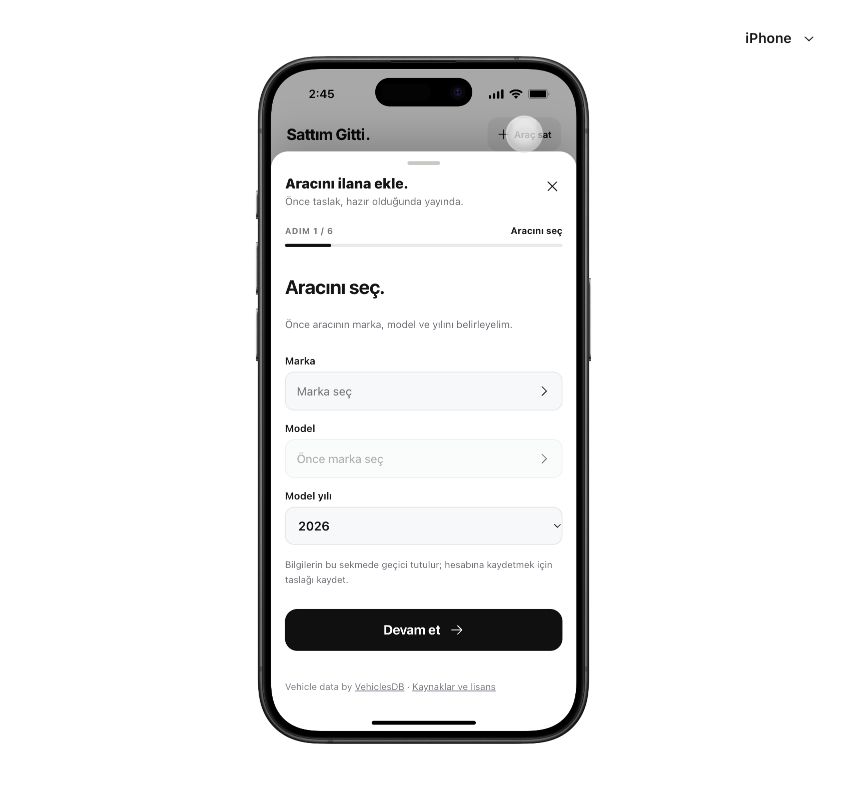 iPhone
2:45
Sattım Gitti.
+ Araç sat
Aracını ilana ekle.
Önce taslak, hazır olduğunda yayında.
ADIM 1 / 6
Aracını seç
Aracını seç.
Önce aracının marka, model ve yılını belirleyelim.
Marka
Marka seç
Model
Önce marka seç
Model yılı
2026
Bilgilerin bu sekmede geçici tutulur; hesabına kaydetmek için
taslağı kaydet.
Devam et →
Vehicle data by VehiclesDB · Kaynaklar ve lisans